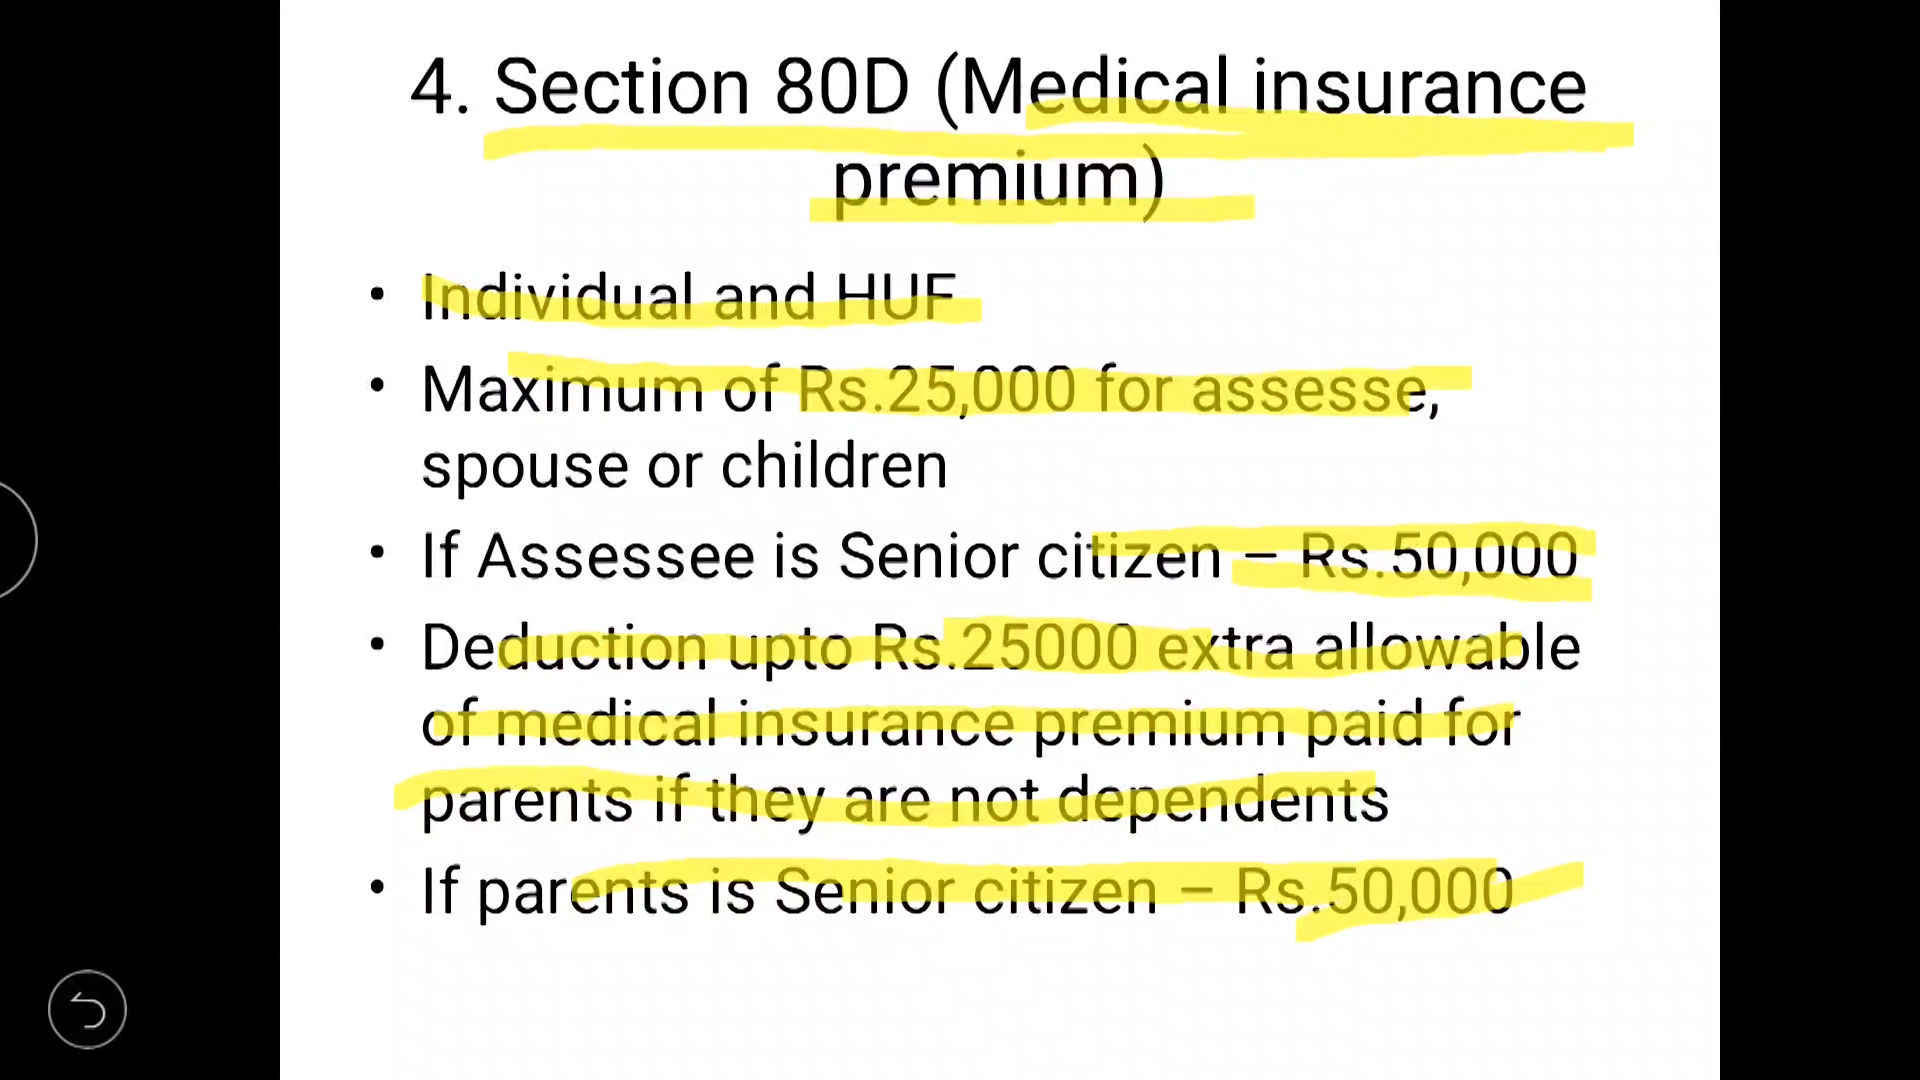 4. Section 80D (Medical insurance
premium)
• Individual and HUF
• Maximum of Rs.25,000 for assesse,
spouse or children
• If Assessee is Senior citizen – Rs.50,000
• Deduction upto Rs.25000 extra allowable
of medical insurance premium paid for
parents if they are not dependents
• If parents is Senior citizen – Rs.50,000